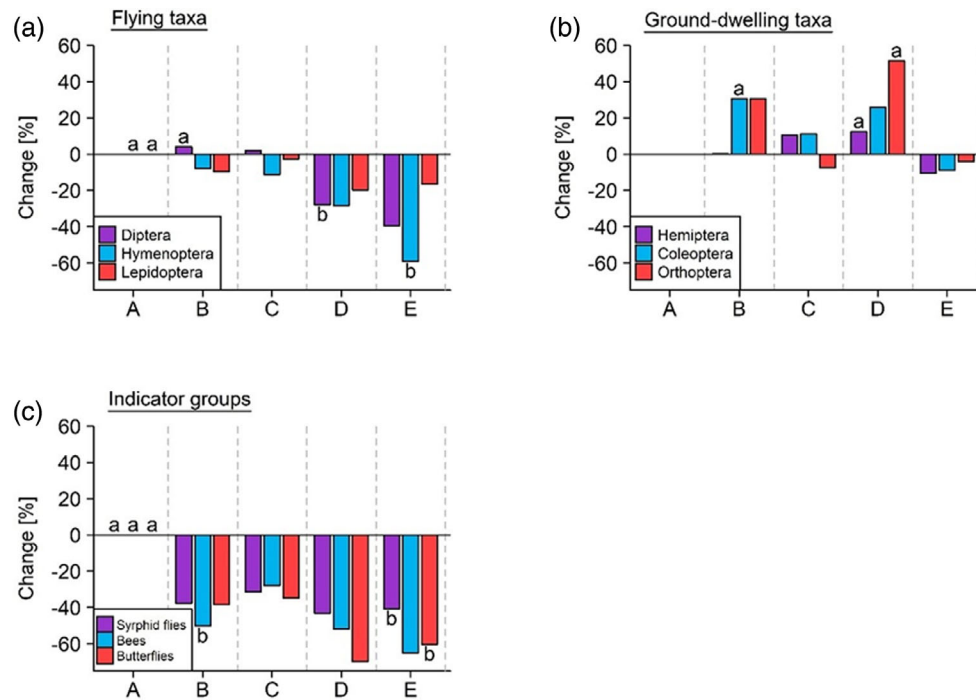 (a) Flying taxa
60
40
20
0
-20
-40
-60
Change [%]
a a
a
b
b
Diptera
Hymenoptera
Lepidoptera
A B C D E
(b) Ground-dwelling taxa
60
40
20
0
-20
-40
-60
Change [%]
a
a
a
Hemiptera
Coleoptera
Orthoptera
A B C D E
(c) Indicator groups
60
40
20
0
-20
-40
-60
Change [%]
a a a
b
b
b
Syrphid flies
Bees
Butterflies
A B C D E